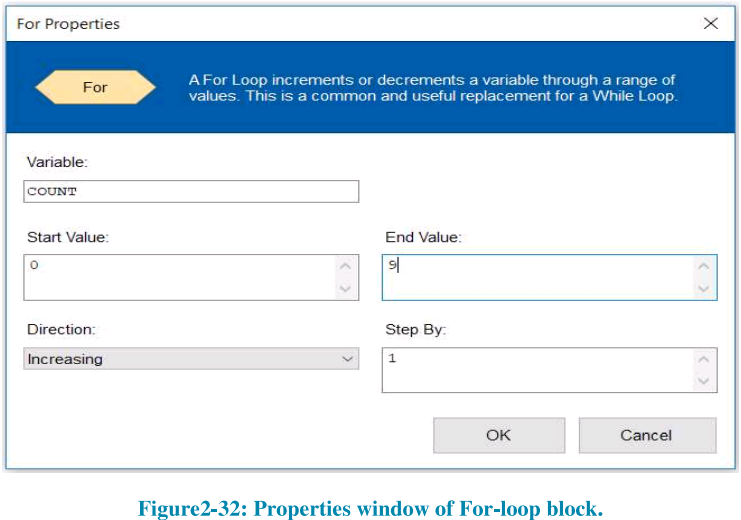 For Properties
For
A For Loop increments or decrements a variable through a range of
values. This is a common and useful replacement for a While Loop.
Variable:
COUNT
Start Value:
End Value:
0
9
Direction:
Step By:
Increasing
1
OK
Cancel
Figure2-32: Properties window of For-loop block.